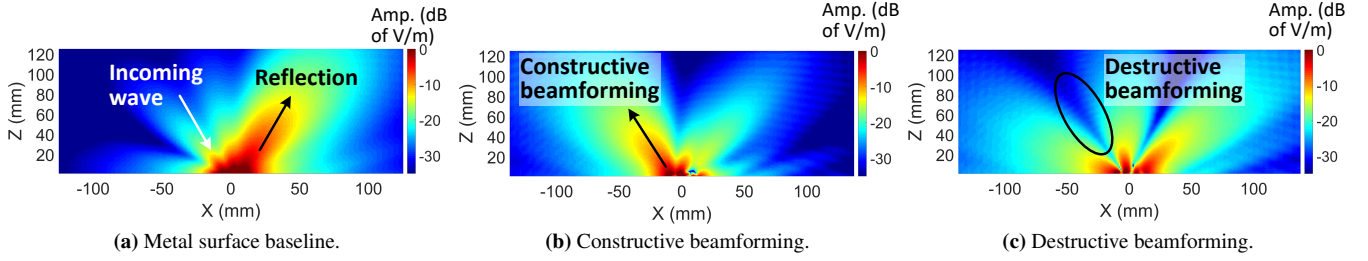 Amp. (dB
of V/m)
120
100
80
60
40
20
Z (mm)
Incoming
wave
Reflection
0
-10
-20
-30
-100
-50
0
50
100
X (mm)
(a) Metal surface baseline.
Amp. (dB
of V/m)
120
100
80
60
40
20
Z (mm)
Constructive
beamforming
0
-10
-20
-30
-100
-50
0
50
100
X (mm)
(b) Constructive beamforming.
Amp. (dB
of V/m)
120
100
80
60
40
20
Z (mm)
Destructive
beamforming
0
-10
-20
-30
-100
-50
0
50
100
X (mm)
(c) Destructive beamforming.